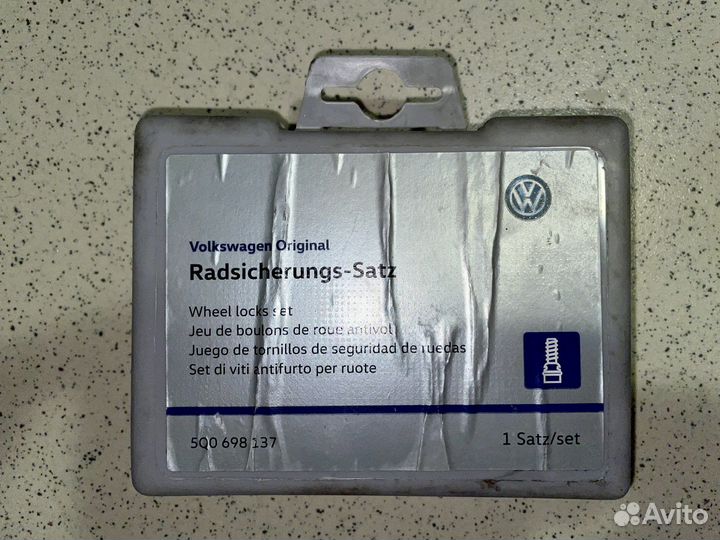 Volkswagen Original
Radsicherungs-Satz
Wheel locks set
Jeu de boulons de roue antivol
Juego de tornillos de seguridad de ruedas
Set di viti antifurto per ruote
5Q0 698 137
1 Satz/set
Avito